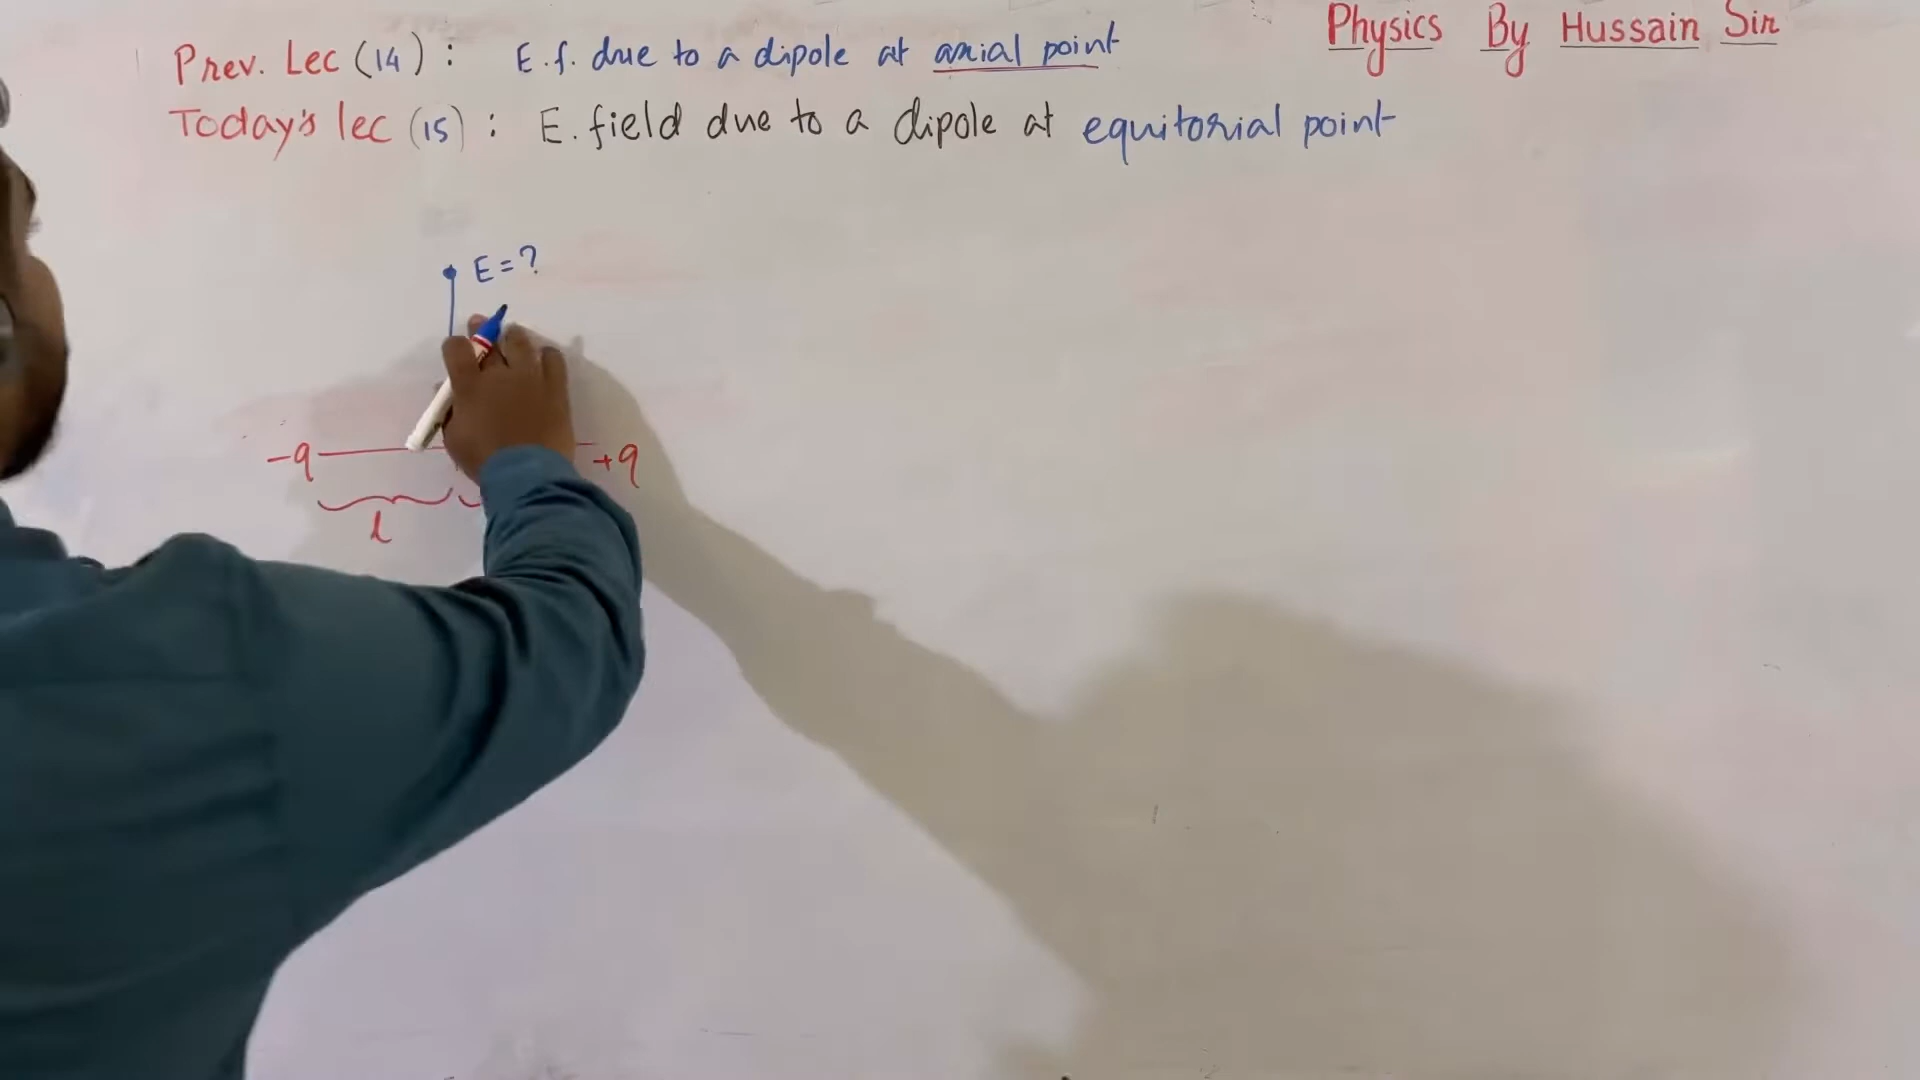 Prev. Lec (14) : E.f. due to a dipole at axial point
Physics By Hussain Sir
Today's lec (15) : E. field due to a dipole at equitorial point
E = ?
-q
+q
l